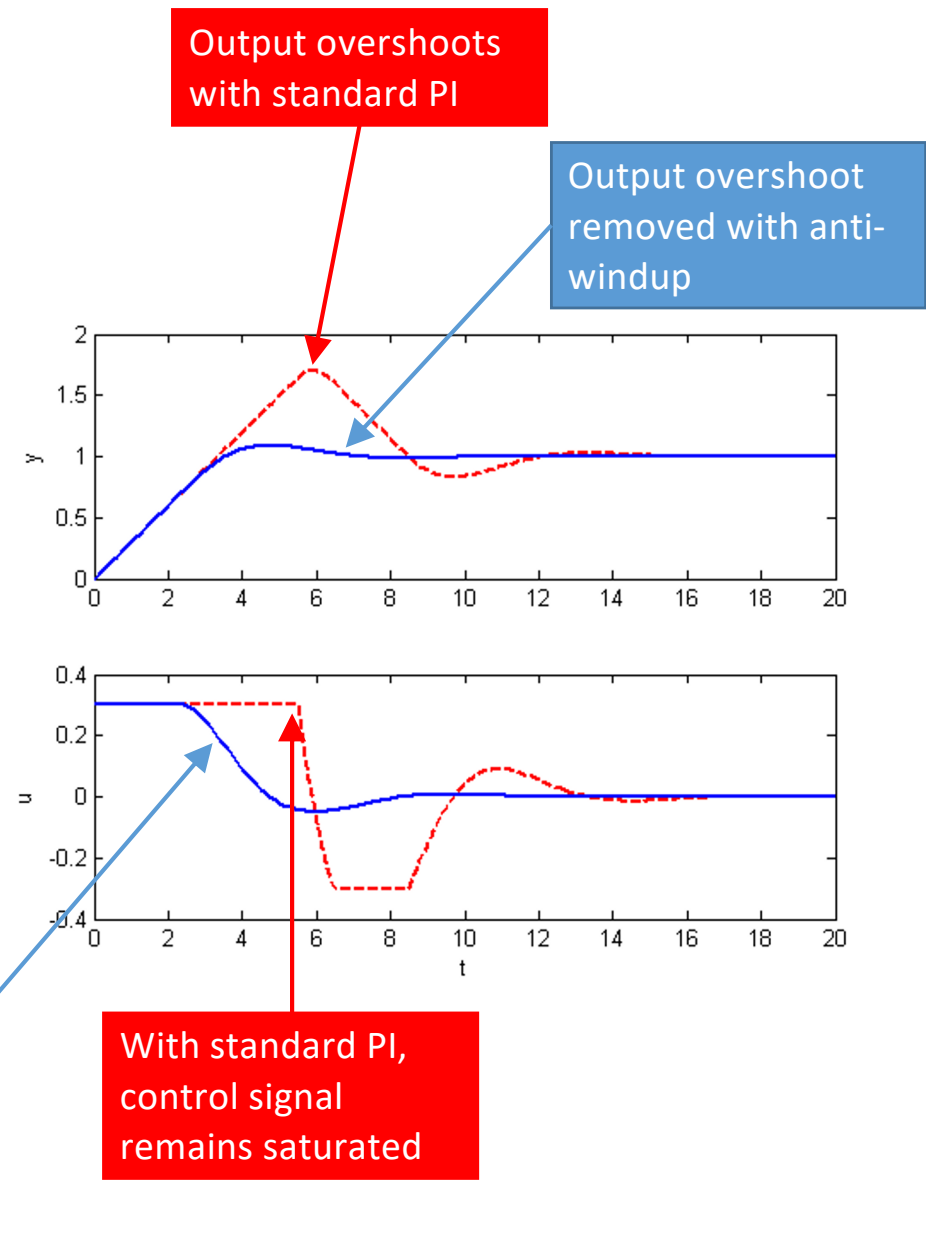 Output overshoots
with standard PI
Output overshoot
removed with anti-
windup
2
1.5
1
0.5
0
y
0 2 4 6 8 10 12 14 16 18 20
0.4
0.2
0
-0.2
-0.4
u
0 2 4 6 8 10 12 14 16 18 20
t
With standard PI,
control signal
remains saturated